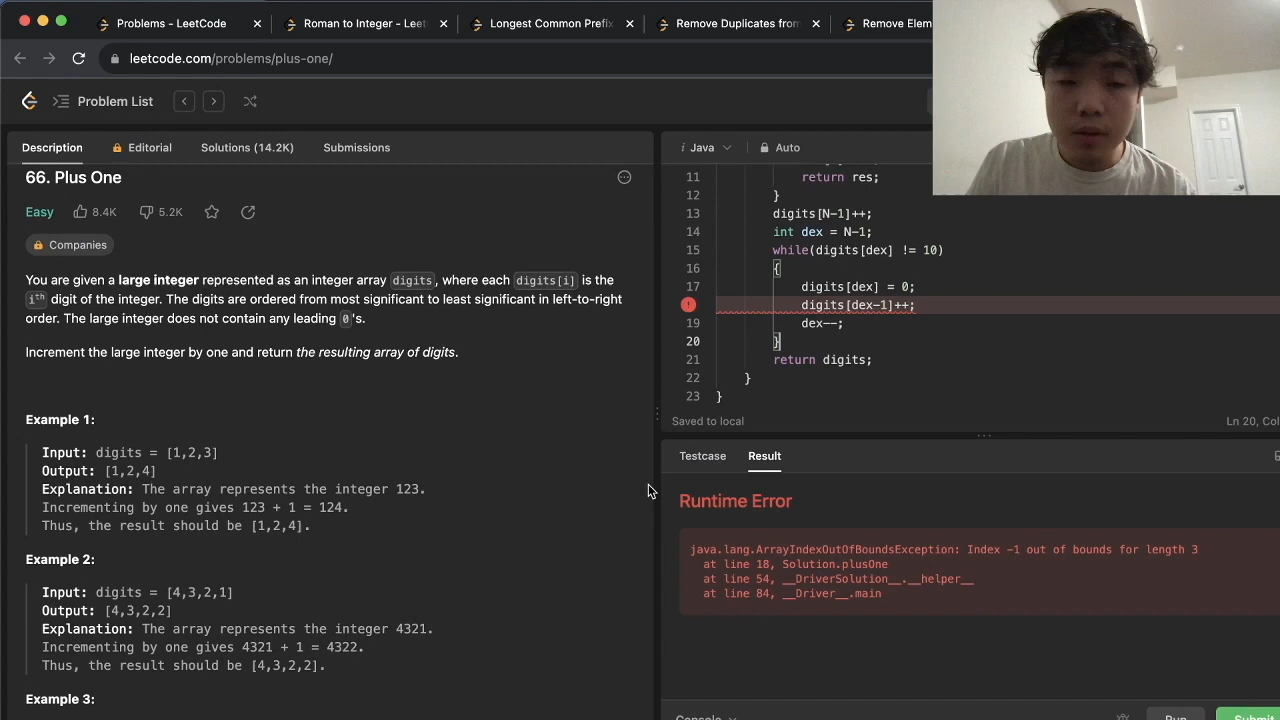 Problems - LeetCode
Roman to Integer - Leet
Longest Common Prefix
Remove Duplicates from
Remove Elem
leetcode.com/problems/plus-one/
Problem List
Description
Editorial
Solutions (14.2K)
Submissions
66. Plus One
Easy
8.4K
5.2K
Companies
You are given a large integer represented as an integer array digits, where each digits[i] is the
ith digit of the integer. The digits are ordered from most significant to least significant in left-to-right
order. The large integer does not contain any leading 0's.
Increment the large integer by one and return the resulting array of digits.
Example 1:
Input: digits = [1,2,3]
Output: [1,2,4]
Explanation: The array represents the integer 123.
Incrementing by one gives 123 + 1 = 124.
Thus, the result should be [1,2,4].
Example 2:
Input: digits = [4,3,2,1]
Output: [4,3,2,2]
Explanation: The array represents the integer 4321.
Incrementing by one gives 4321 + 1 = 4322.
Thus, the result should be [4,3,2,2].
Example 3:
i Java
Auto
11 return res;
12 }
13 digits[N-1]++;
14 int dex = N-1;
15 while(digits[dex] != 10)
16 {
17 digits[dex] = 0;
18 digits[dex-1]++;
19 dex--;
20 }
21 return digits;
22 }
23 }
Saved to local
Ln 20, Col
Testcase
Result
Runtime Error
java.lang.ArrayIndexOutOfBoundsException: Index -1 out of bounds for length 3
at line 18, Solution.plusOne
at line 54, __DriverSolution__.__helper__
at line 84, __Driver__.main
Console
Run
Submit